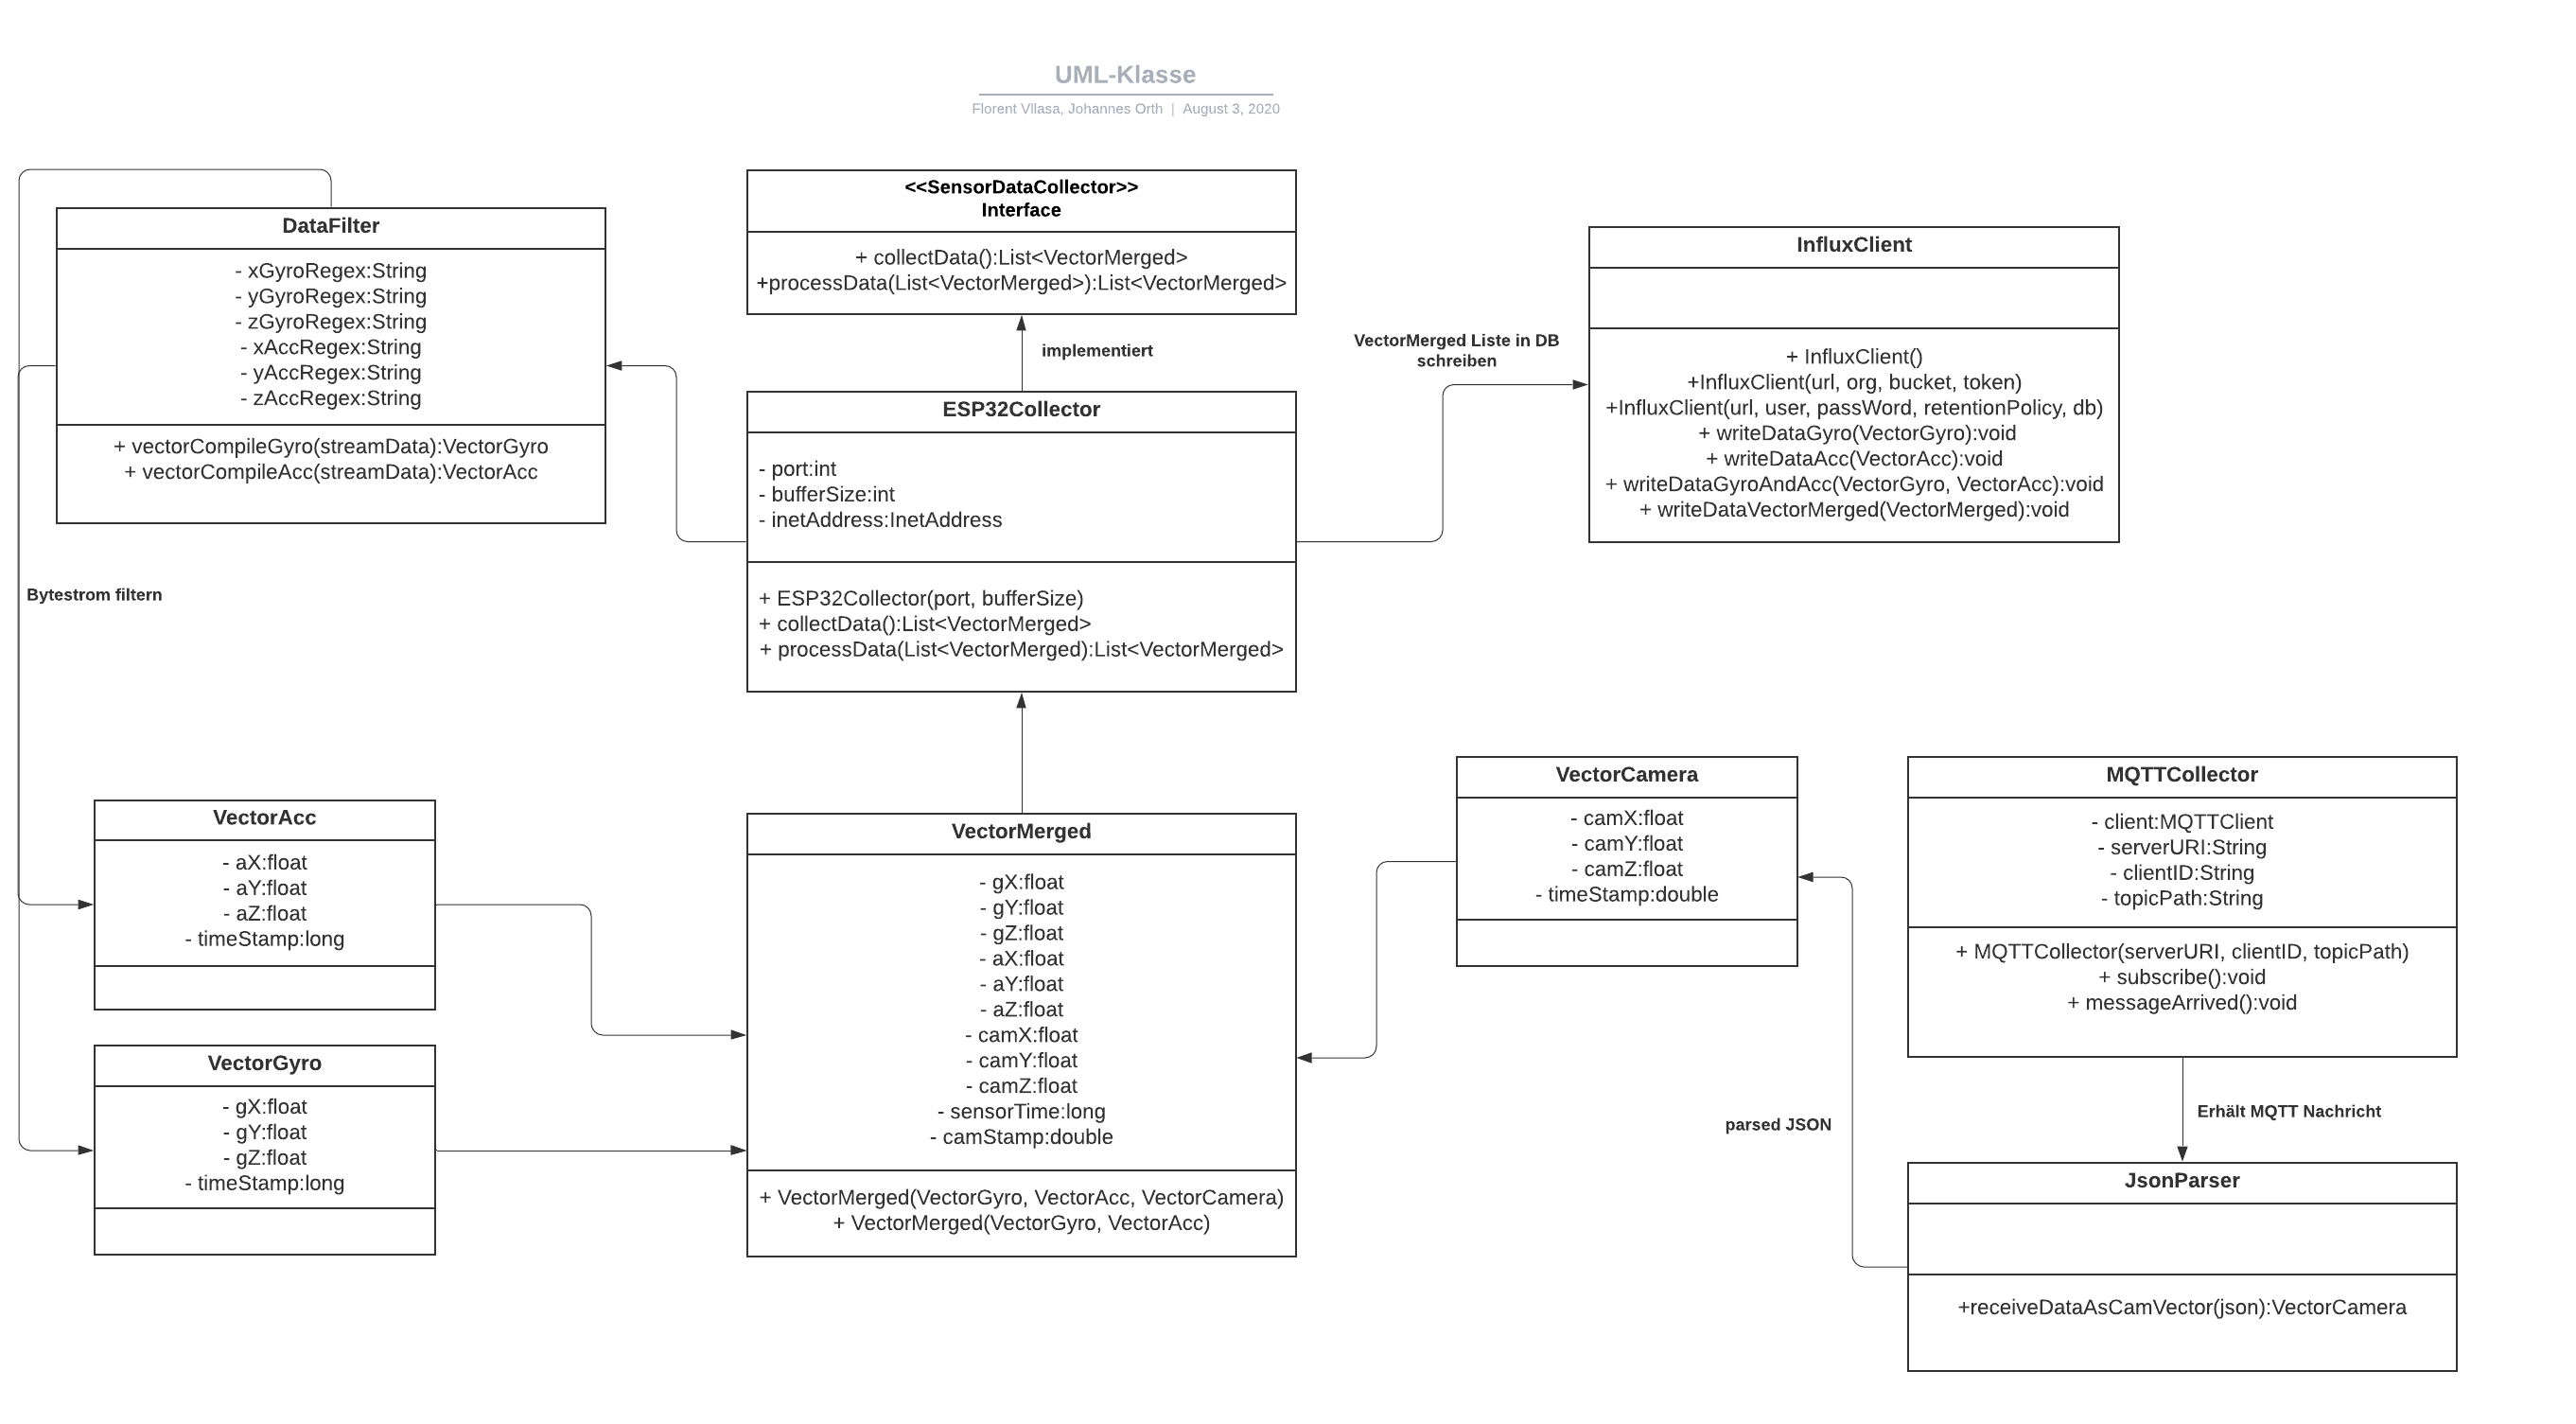 UML-Klasse
Florent Vllasa, Johannes Orth | August 3, 2020
DataFilter
- xGyroRegex:String
- yGyroRegex:String
- zGyroRegex:String
- xAccRegex:String
- yAccRegex:String
- zAccRegex:String
+ vectorCompileGyro(streamData):VectorGyro
+ vectorCompileAcc(streamData):VectorAcc
<<SensorDataCollector>>
Interface
+ collectData():List<VectorMerged>
+processData(List<VectorMerged>):List<VectorMerged>
implementiert
VectorMerged Liste in DB
schreiben
InfluxClient
+ InfluxClient()
+InfluxClient(url, org, bucket, token)
+InfluxClient(url, user, passWord, retentionPolicy, db)
+ writeDataGyro(VectorGyro):void
+ writeDataAcc(VectorAcc):void
+ writeDataGyroAndAcc(VectorGyro, VectorAcc):void
+ writeDataVectorMerged(VectorMerged):void
ESP32Collector
- port:int
- bufferSize:int
- inetAddress:InetAddress
+ ESP32Collector(port, bufferSize)
+ collectData():List<VectorMerged>
+ processData(List<VectorMerged):List<VectorMerged>
Bytestrom filtern
VectorAcc
- aX:float
- aY:float
- aZ:float
- timeStamp:long
VectorGyro
- gX:float
- gY:float
- gZ:float
- timeStamp:long
VectorMerged
- gX:float
- gY:float
- gZ:float
- aX:float
- aY:float
- aZ:float
- camX:float
- camY:float
- camZ:float
- sensorTime:long
- camStamp:double
+ VectorMerged(VectorGyro, VectorAcc, VectorCamera)
+ VectorMerged(VectorGyro, VectorAcc)
VectorCamera
- camX:float
- camY:float
- camZ:float
- timeStamp:double
MQTTCollector
- client:MQTTClient
- serverURI:String
- clientID:String
- topicPath:String
+ MQTTCollector(serverURI, clientID, topicPath)
+ subscribe():void
+ messageArrived():void
Erhält MQTT Nachricht
parsed JSON
JsonParser
+receiveDataAsCamVector(json):VectorCamera